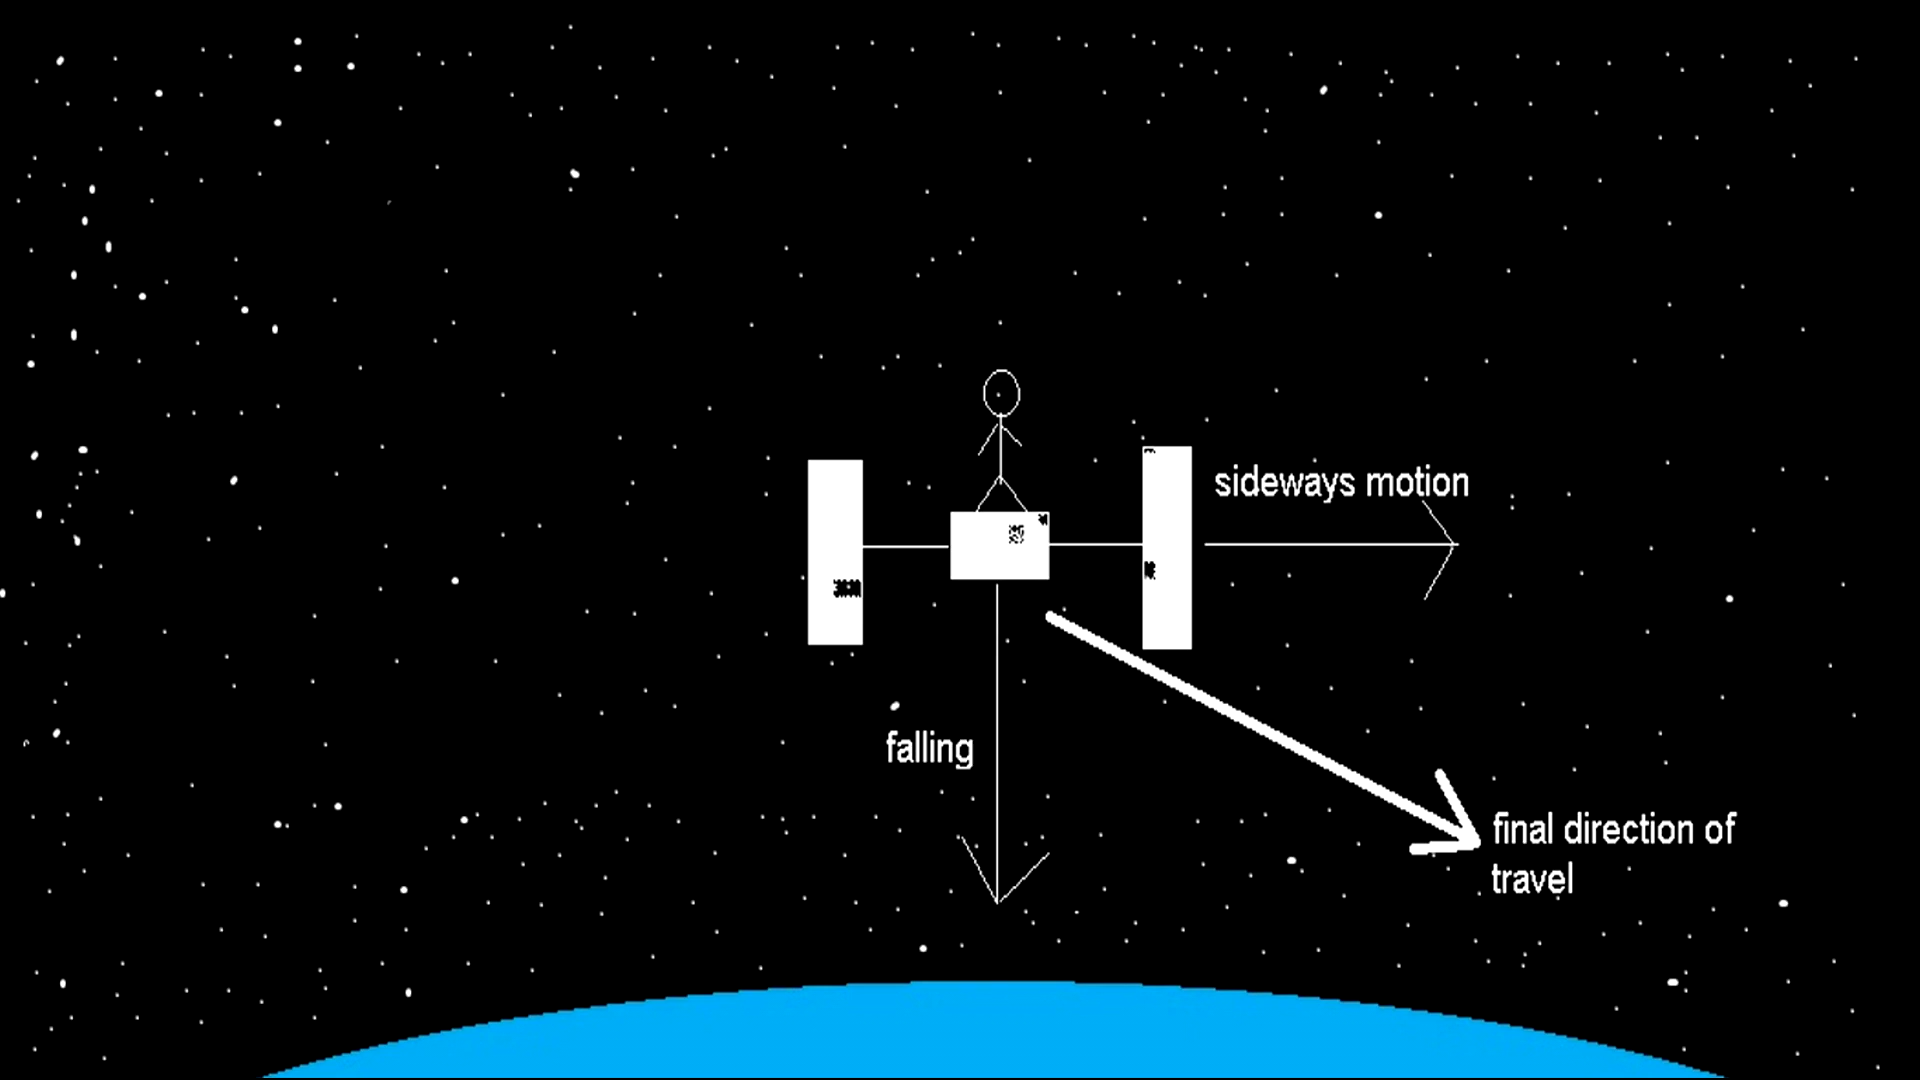 sideways motion
falling
final direction of
travel